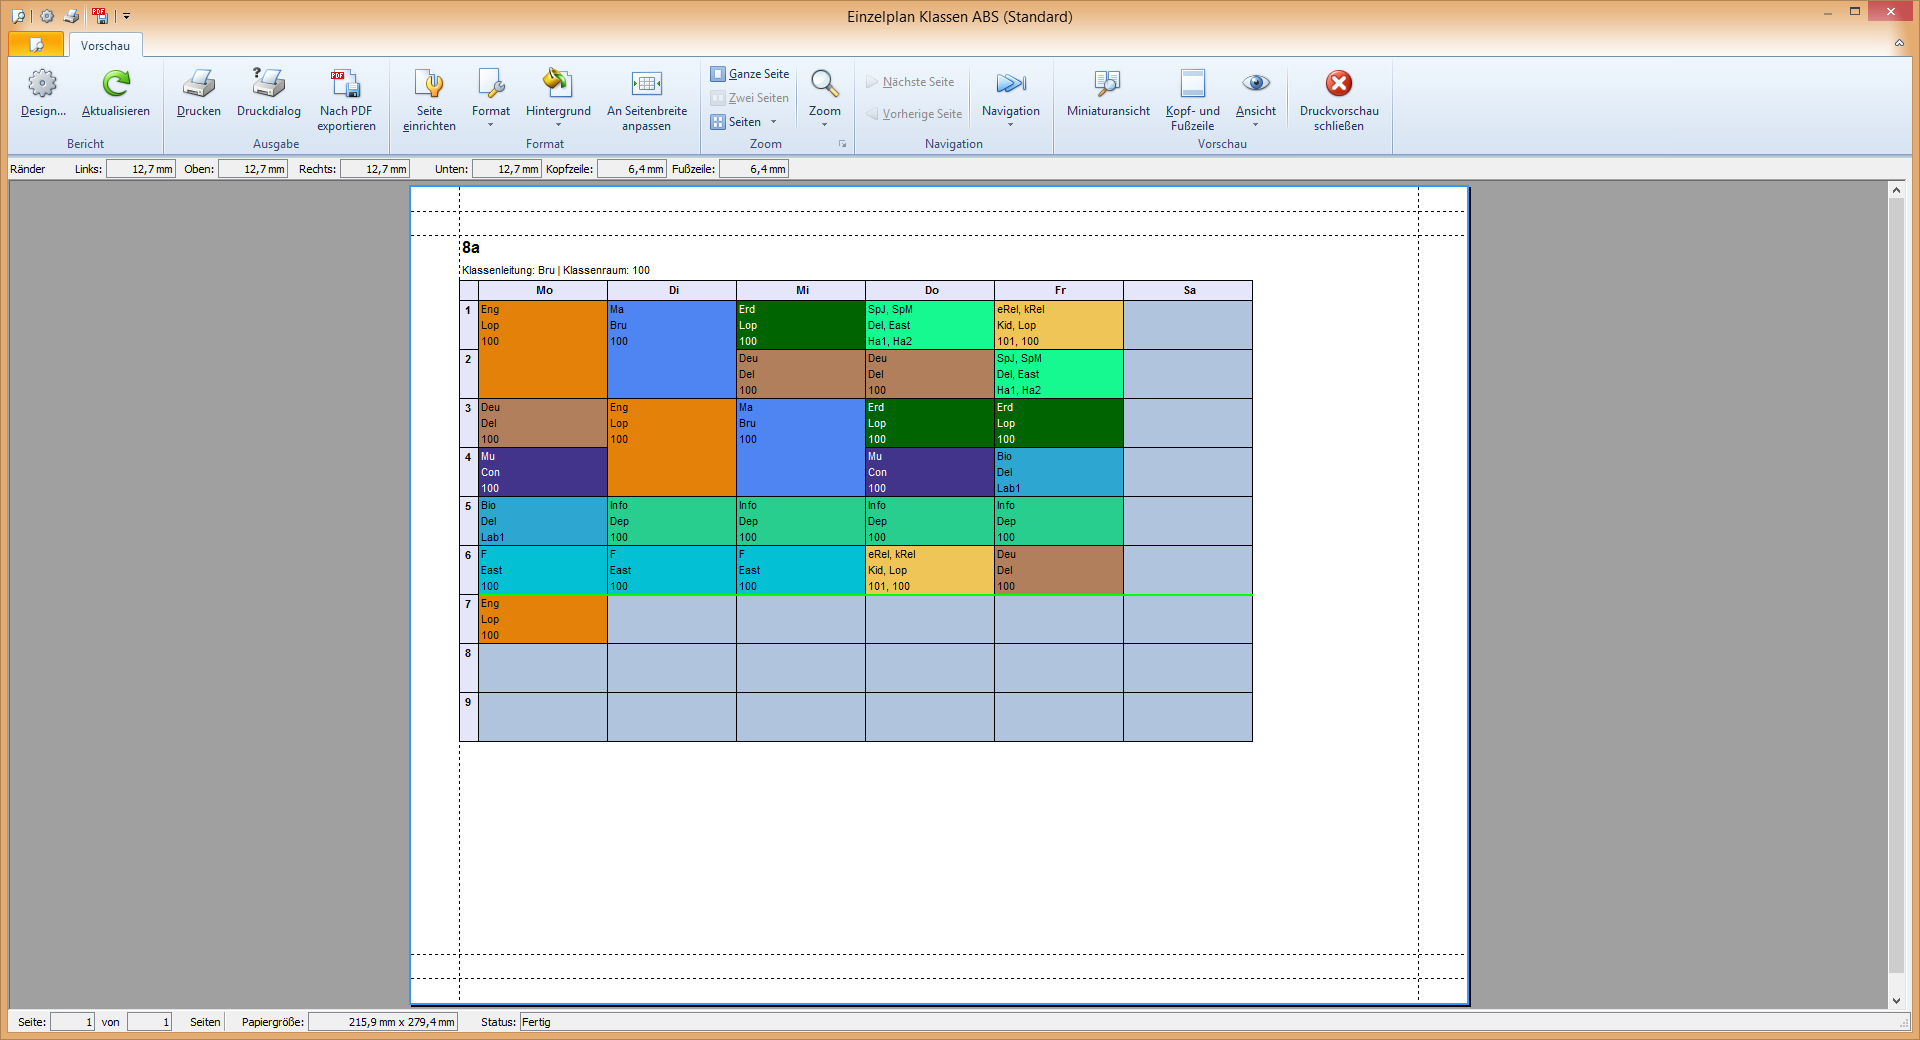 Einzelplan Klassen ABS (Standard)
Vorschau
Design...
Aktualisieren
Bericht
Drucken
Druckdialog
Nach PDF
exportieren
Ausgabe
Seite
einrichten
Format
Hintergrund
An Seitenbreite
anpassen
Format
Ganze Seite
Zwei Seiten
Seiten
Zoom
Zoom
Nächste Seite
Vorherige Seite
Navigation
Navigation
Miniaturansicht
Kopf- und
Fußzeile
Ansicht
Druckvorschau
schließen
Vorschau
Ränder Links: 12,7 mm Oben: 12,7 mm Rechts: 12,7 mm Unten: 12,7 mm Kopfzeile: 6,4 mm Fußzeile: 6,4 mm
8a
Klassenleitung: Bru | Klassenraum: 100
Mo Di Mi Do Fr Sa
1
Eng Ma Erd SpJ, SpM eRel, kRel
Lop Bru Lop Del, East Kid, Lop
100 100 100 Ha1, Ha2 101, 100
2
Deu Deu SpJ, SpM
Del Del Del, East
100 100 Ha1, Ha2
3
Deu Eng Ma Erd Erd
Del Lop Bru Lop Lop
100 100 100 100 100
4
Mu Mu Bio
Con Con Del
100 100 Lab1
5
Bio Info Info Info Info
Del Dep Dep Dep Dep
Lab1 100 100 100 100
6
F F F eRel, kRel Deu
East East East Kid, Lop Del
100 100 100 101, 100 100
7
Eng
Lop
100
8
9
Seite: 1 von 1 Seiten Papiergröße: 215,9 mm x 279,4 mm Status: Fertig